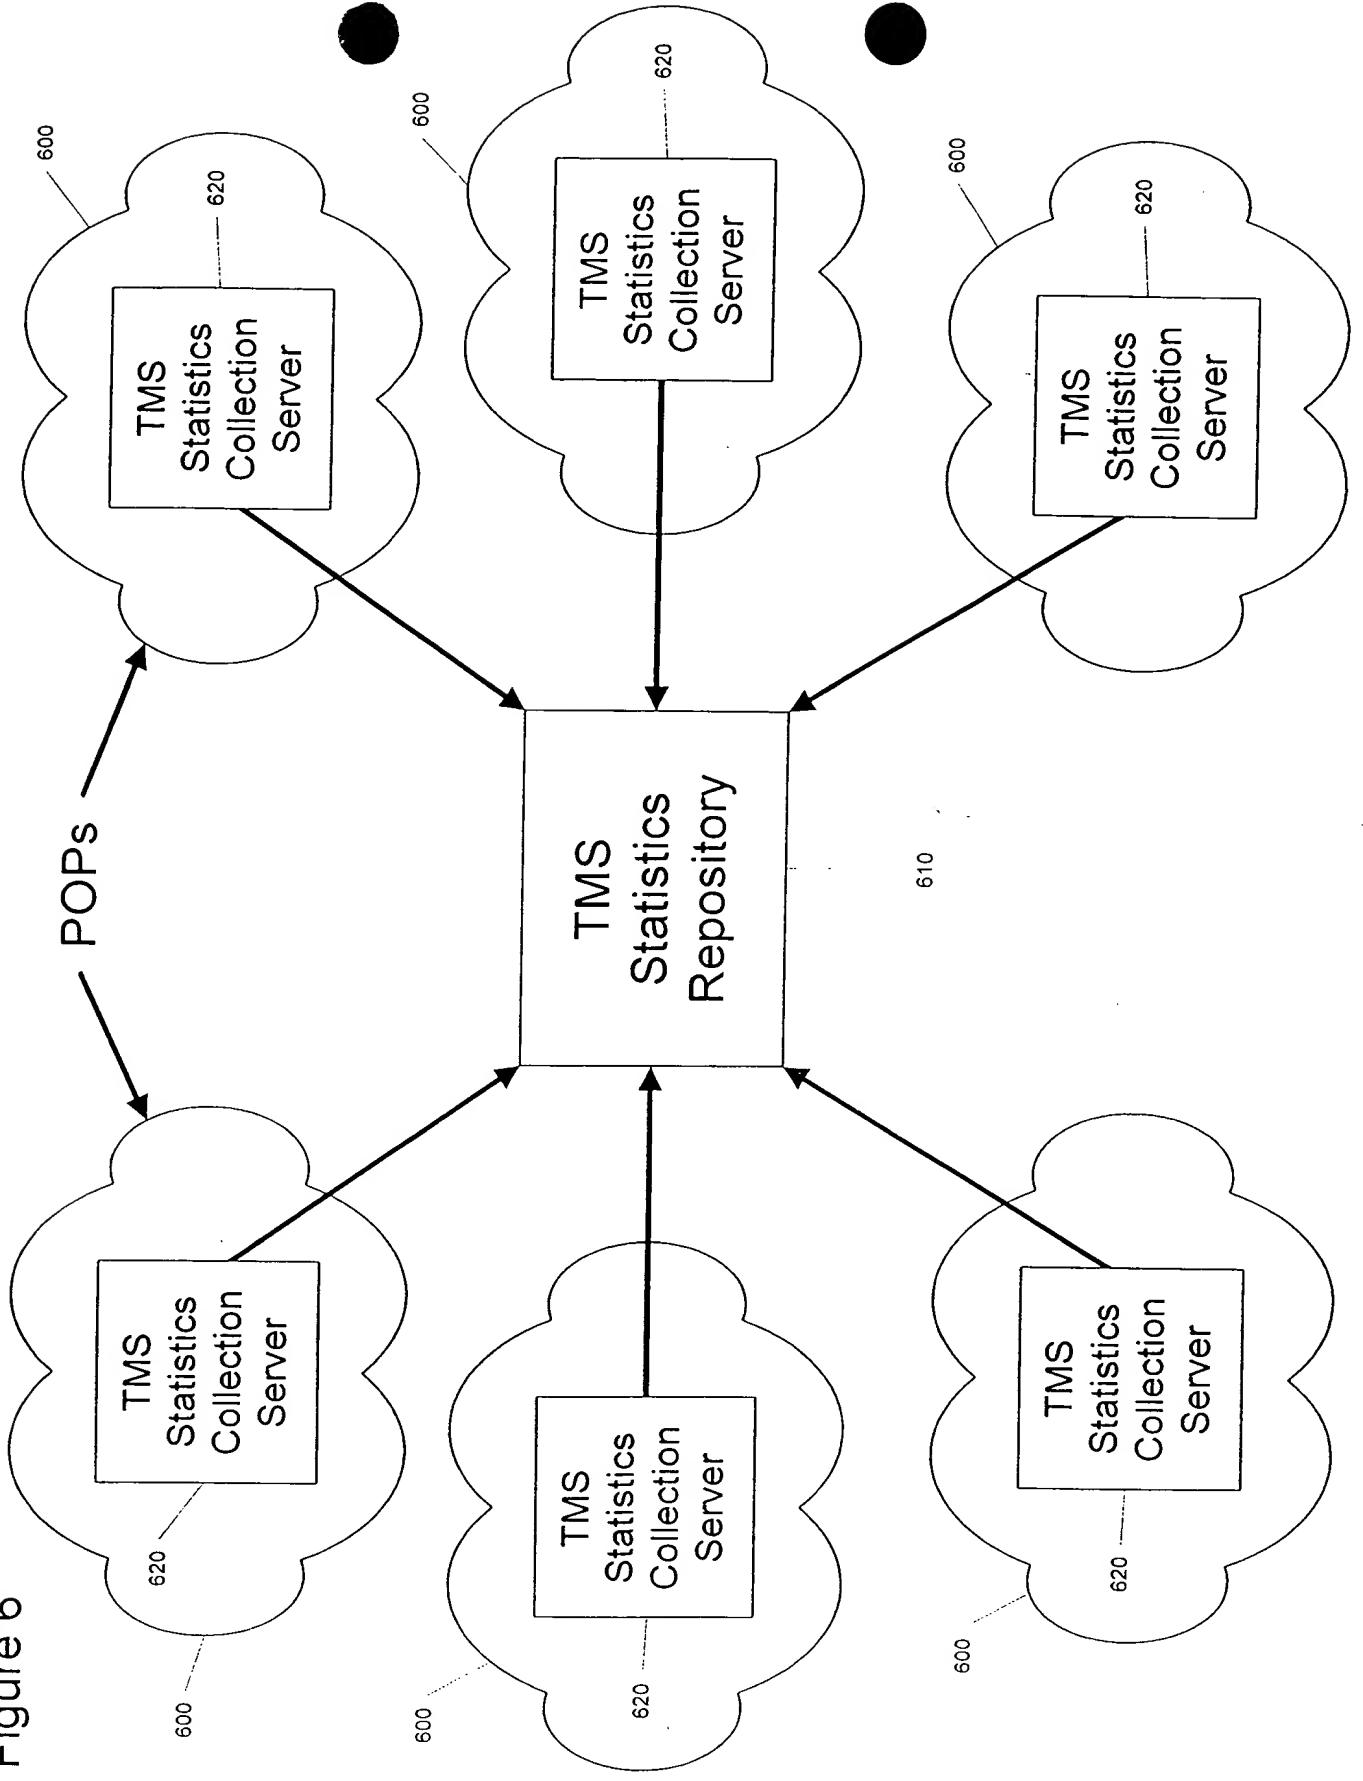 Figure 6
POPs
600
620
TMS
Statistics
Collection
Server
TMS
Statistics
Collection
Server
620
600
600
620
TMS
Statistics
Collection
Server
TMS
Statistics
Repository
610
TMS
Statistics
Collection
Server
620
600
600
620
TMS
Statistics
Collection
Server
TMS
Statistics
Collection
Server
620
600